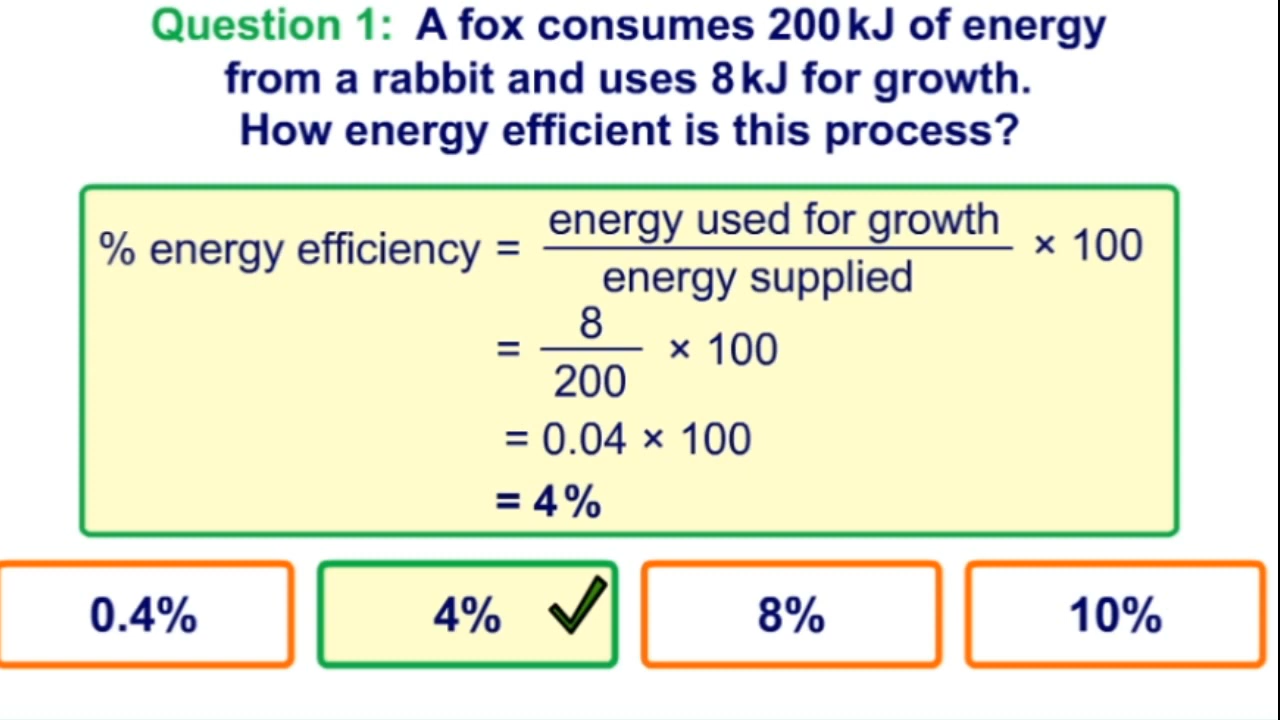 Question 1: A fox consumes 200 kJ of energy
from a rabbit and uses 8 kJ for growth.
How energy efficient is this process?
% energy efficiency = energy used for growth / energy supplied × 100
= 8 / 200 × 100
= 0.04 × 100
= 4%
0.4%
4%
8%
10%